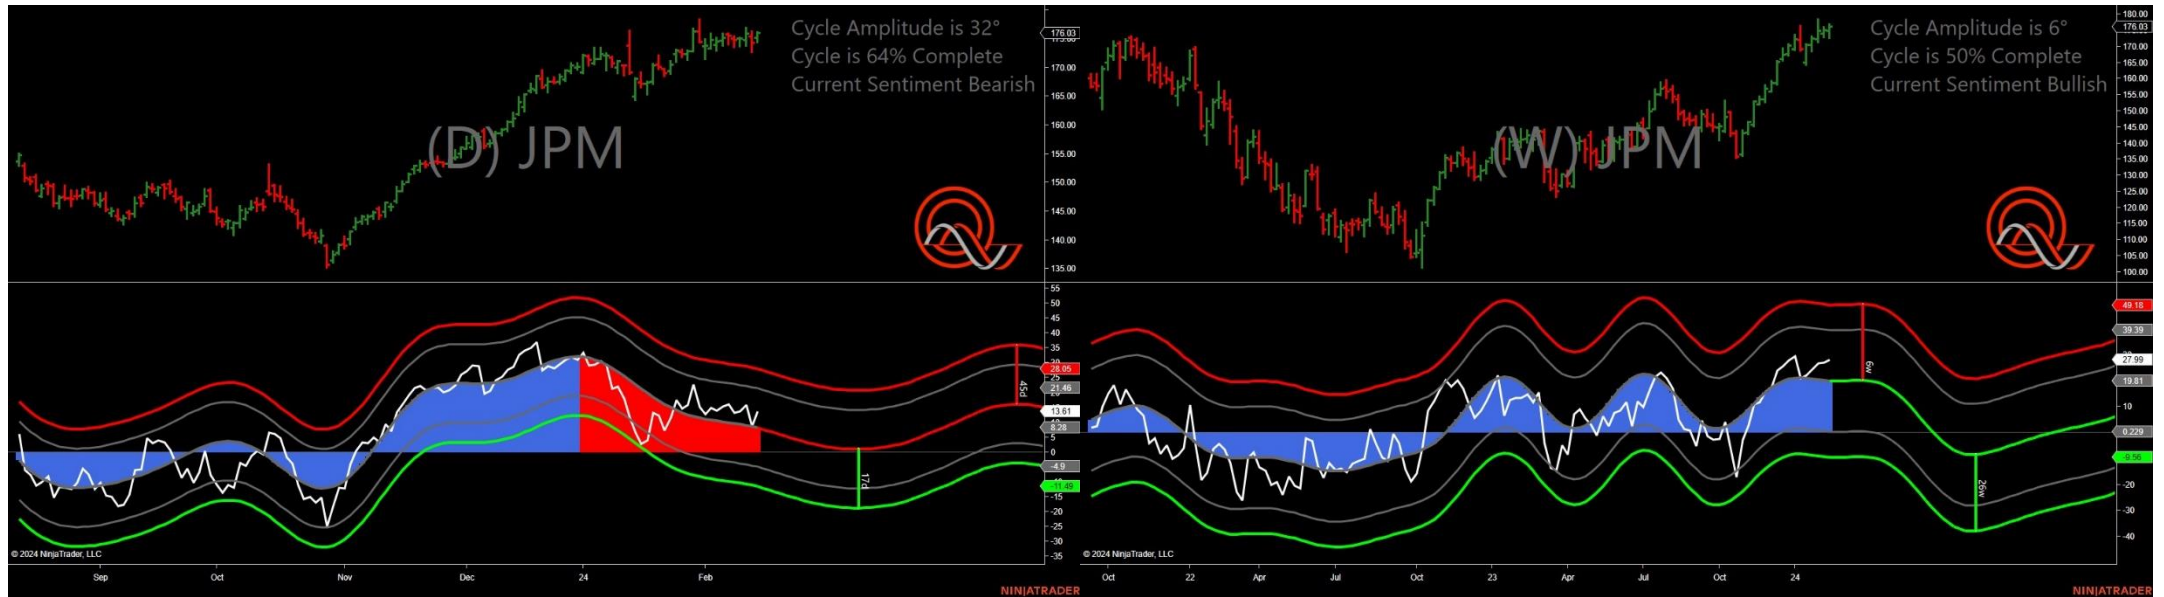 Cycle Amplitude is 32°
Cycle is 64% Complete
Current Sentiment Bearish
(D) JPM
176.03
170.00
165.00
160.00
155.00
150.00
145.00
140.00
135.00
55
50
45
40
35
28.05
25
21.46
13.61
8.28
5
0
-4.9
-11.49
-20
-25
-30
-35
45d
17d
© 2024 NinjaTrader, LLC
Sep
Oct
Nov
Dec
24
Feb
NINJATRADER
Cycle Amplitude is 6°
Cycle is 50% Complete
Current Sentiment Bullish
(W) JPM
180.00
176.03
170.00
165.00
160.00
155.00
150.00
145.00
140.00
135.00
130.00
125.00
120.00
115.00
110.00
105.00
100.00
49.18
39.39
27.99
19.81
10
0.229
-9.56
-20
-30
-40
6w
26w
© 2024 NinjaTrader, LLC
Oct
22
Apr
Jul
Oct
23
Apr
Jul
Oct
24
NINJATRADER